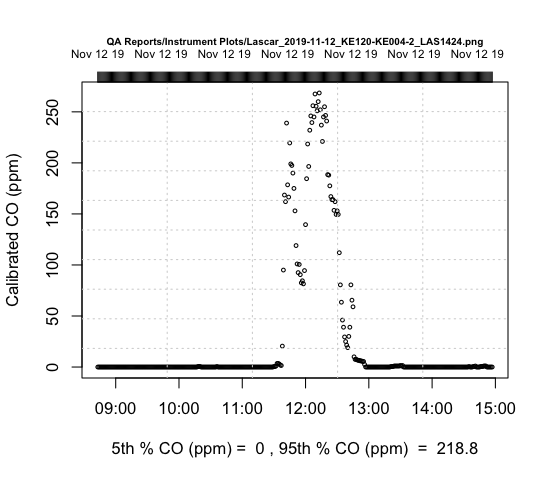 QA Reports/Instrument Plots/Lascar_2019-11-12_KE120-KE004-2_LAS1424.png
Nov 12 19 Nov 12 19 Nov 12 19 Nov 12 19 Nov 12 19 Nov 12 19 Nov 12 19
Calibrated CO (ppm)
250
200
150
100
50
0
09:00 10:00 11:00 12:00 13:00 14:00 15:00
5th % CO (ppm) = 0 , 95th % CO (ppm) = 218.8